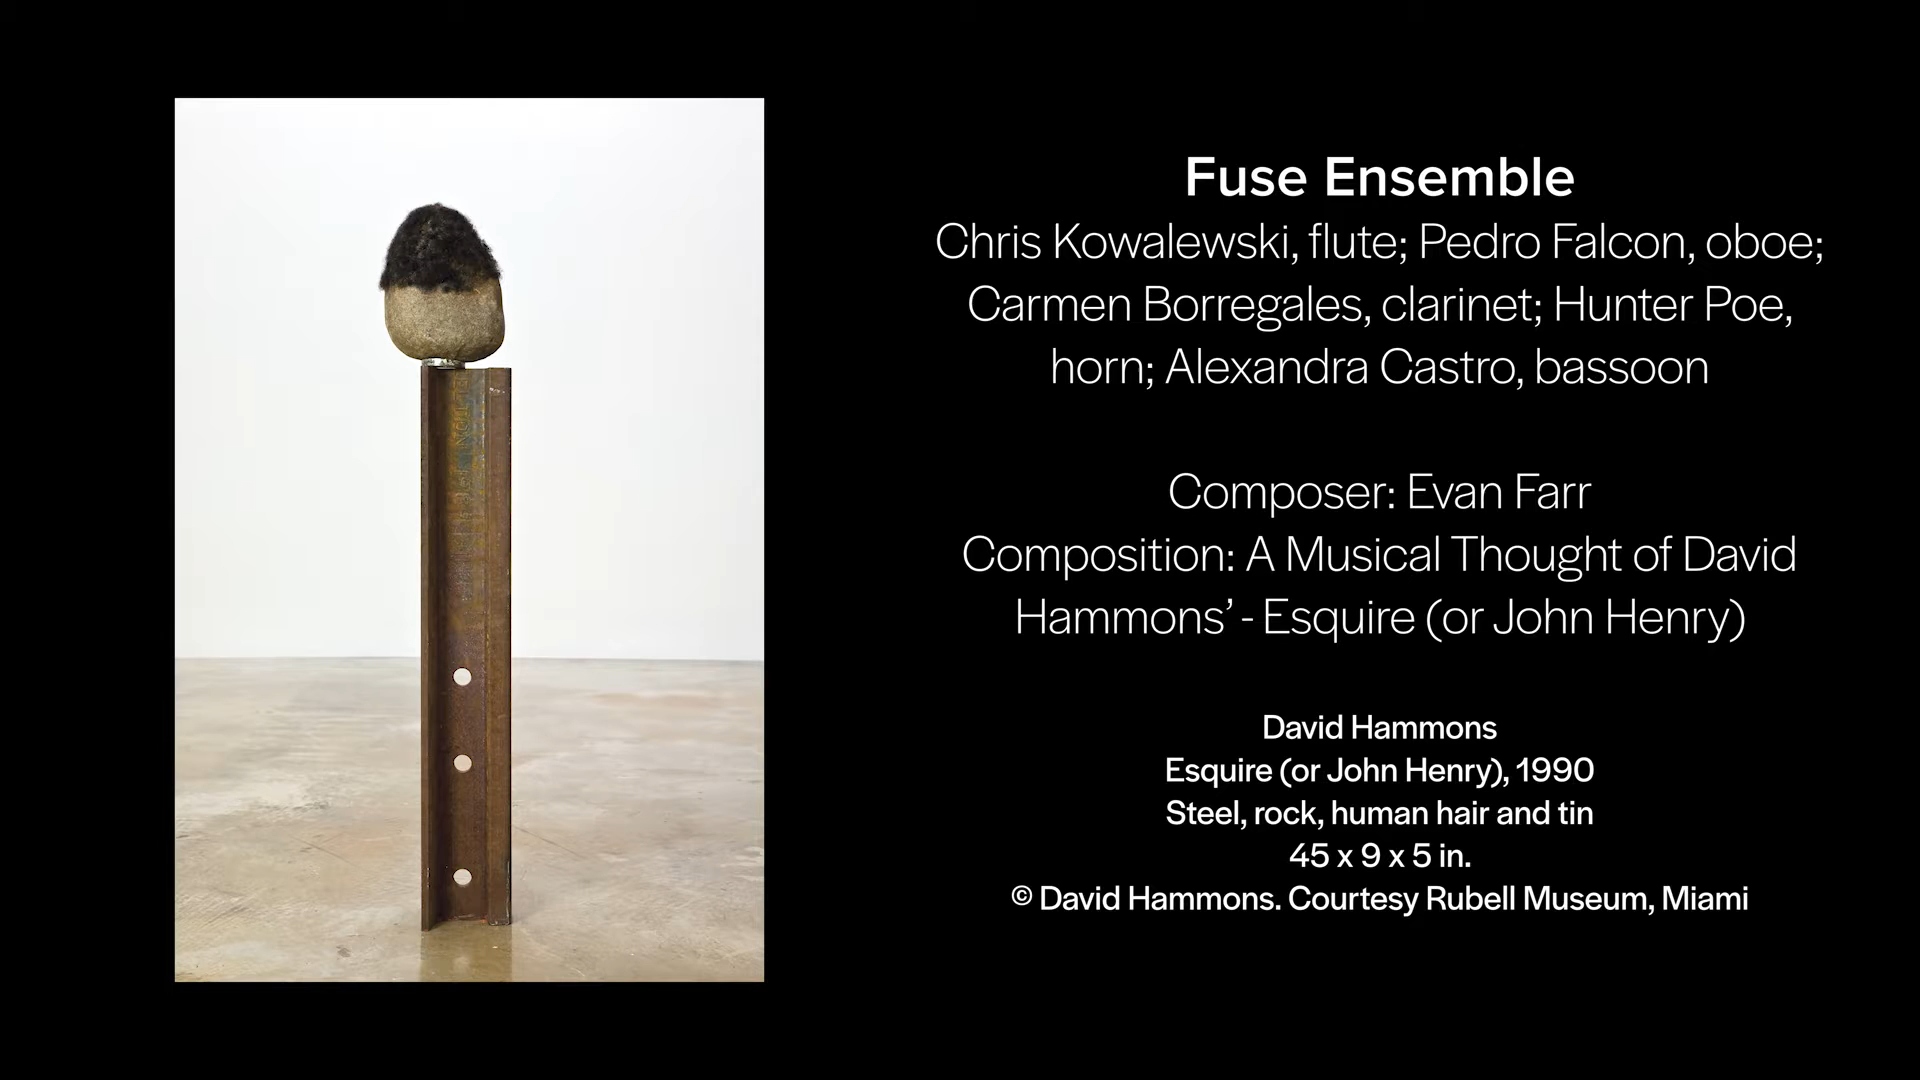 Fuse Ensemble
Chris Kowalewski, flute; Pedro Falcon, oboe;
Carmen Borregales, clarinet; Hunter Poe,
horn; Alexandra Castro, bassoon
Composer: Evan Farr
Composition: A Musical Thought of David
Hammons’ - Esquire (or John Henry)
David Hammons
Esquire (or John Henry), 1990
Steel, rock, human hair and tin
45 x 9 x 5 in.
© David Hammons. Courtesy Rubell Museum, Miami